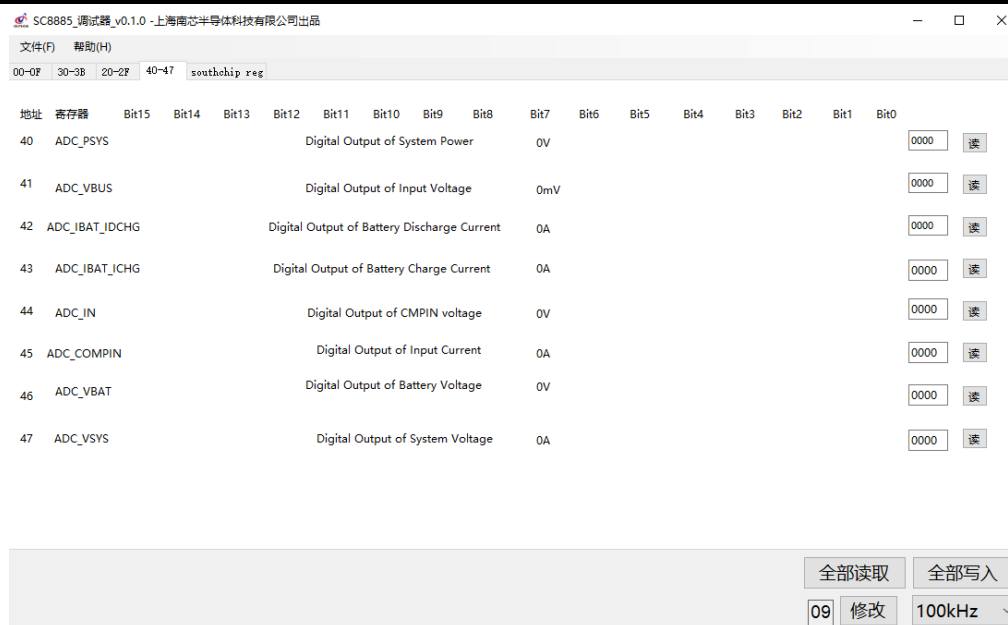 SC8885_调试器_v0.1.0 -上海南芯半导体科技有限公司出品
文件(F) 帮助(H)
00-0F 30-3B 20-2F 40-47 southchip reg
地址 寄存器 Bit15 Bit14 Bit13 Bit12 Bit11 Bit10 Bit9 Bit8 Bit7 Bit6 Bit5 Bit4 Bit3 Bit2 Bit1 Bit0
40 ADC_PSYS Digital Output of System Power 0V 0000 读
41 ADC_VBUS Digital Output of Input Voltage 0mV 0000 读
42 ADC_IBAT_IDCHG Digital Output of Battery Discharge Current 0A 0000 读
43 ADC_IBAT_ICHG Digital Output of Battery Charge Current 0A 0000 读
44 ADC_IN Digital Output of CMPIN voltage 0V 0000 读
45 ADC_COMPIN Digital Output of Input Current 0A 0000 读
46 ADC_VBAT Digital Output of Battery Voltage 0V 0000 读
47 ADC_VSYS Digital Output of System Voltage 0A 0000 读
全部读取 全部写入
09 修改 100kHz